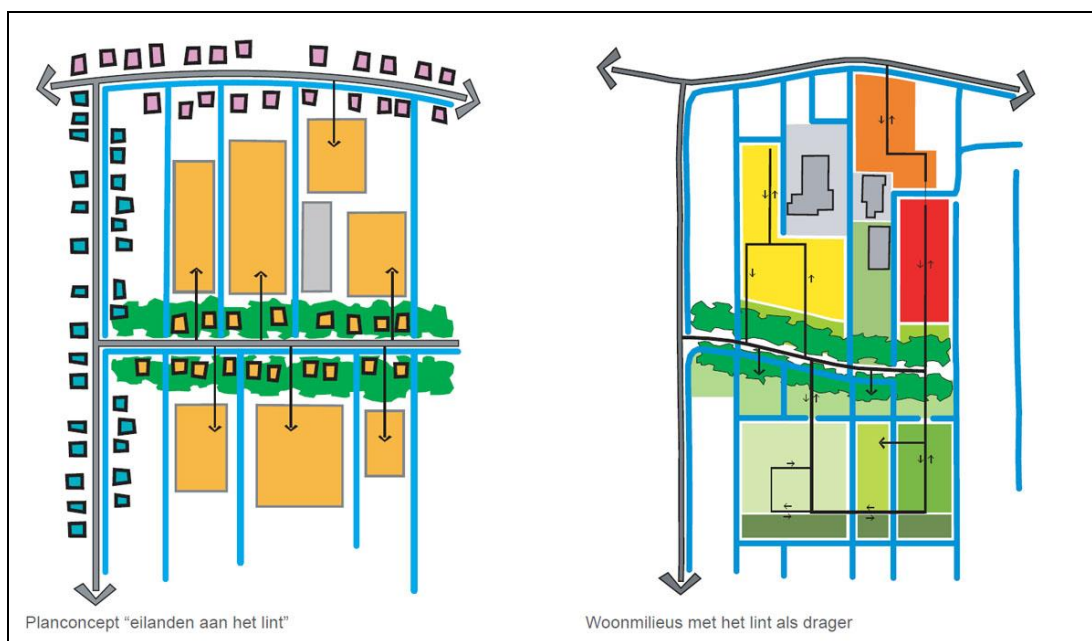 Planconcept “eilanden aan het lint”
Woonmilieus met het lint als drager